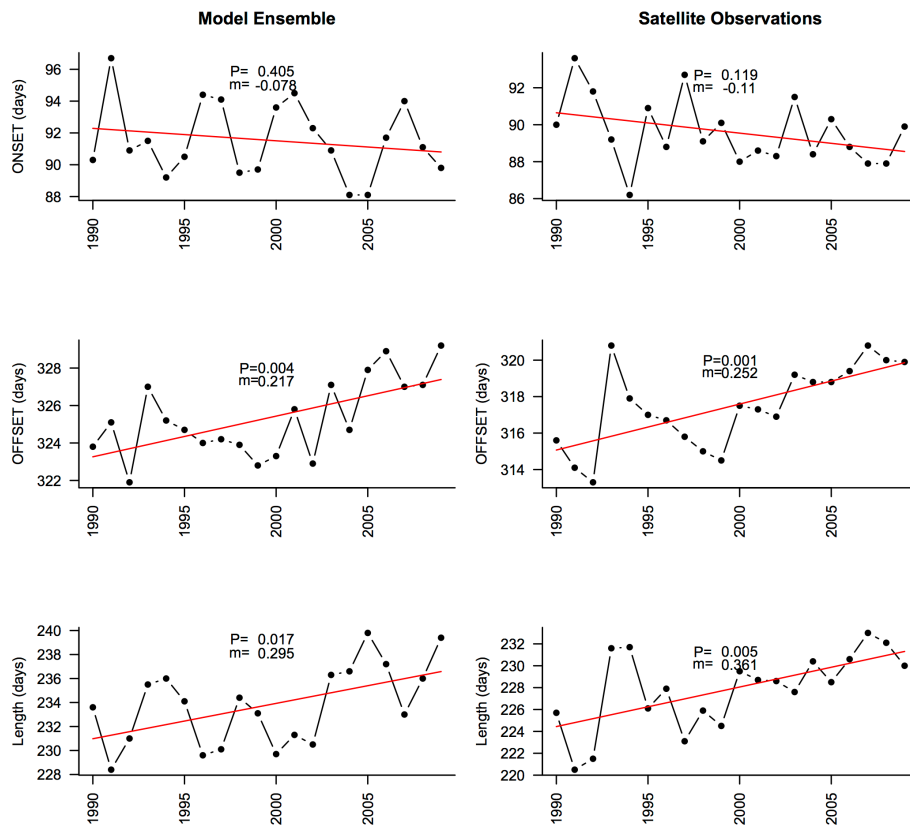 Model Ensemble
Satellite Observations
ONSET (days)
96
94
92
90
88
P= 0.405
m= -0.078
1990
1995
2000
2005
ONSET (days)
92
90
88
86
P= 0.119
m= -0.11
1990
1995
2000
2005
OFFSET (days)
328
326
324
322
P=0.004
m=0.217
1990
1995
2000
2005
OFFSET (days)
320
318
316
314
P=0.001
m=0.252
1990
1995
2000
2005
Length (days)
240
238
236
234
232
230
228
P= 0.017
m= 0.295
1990
1995
2000
2005
Length (days)
232
230
228
226
224
222
220
P= 0.005
m= 0.361
1990
1995
2000
2005